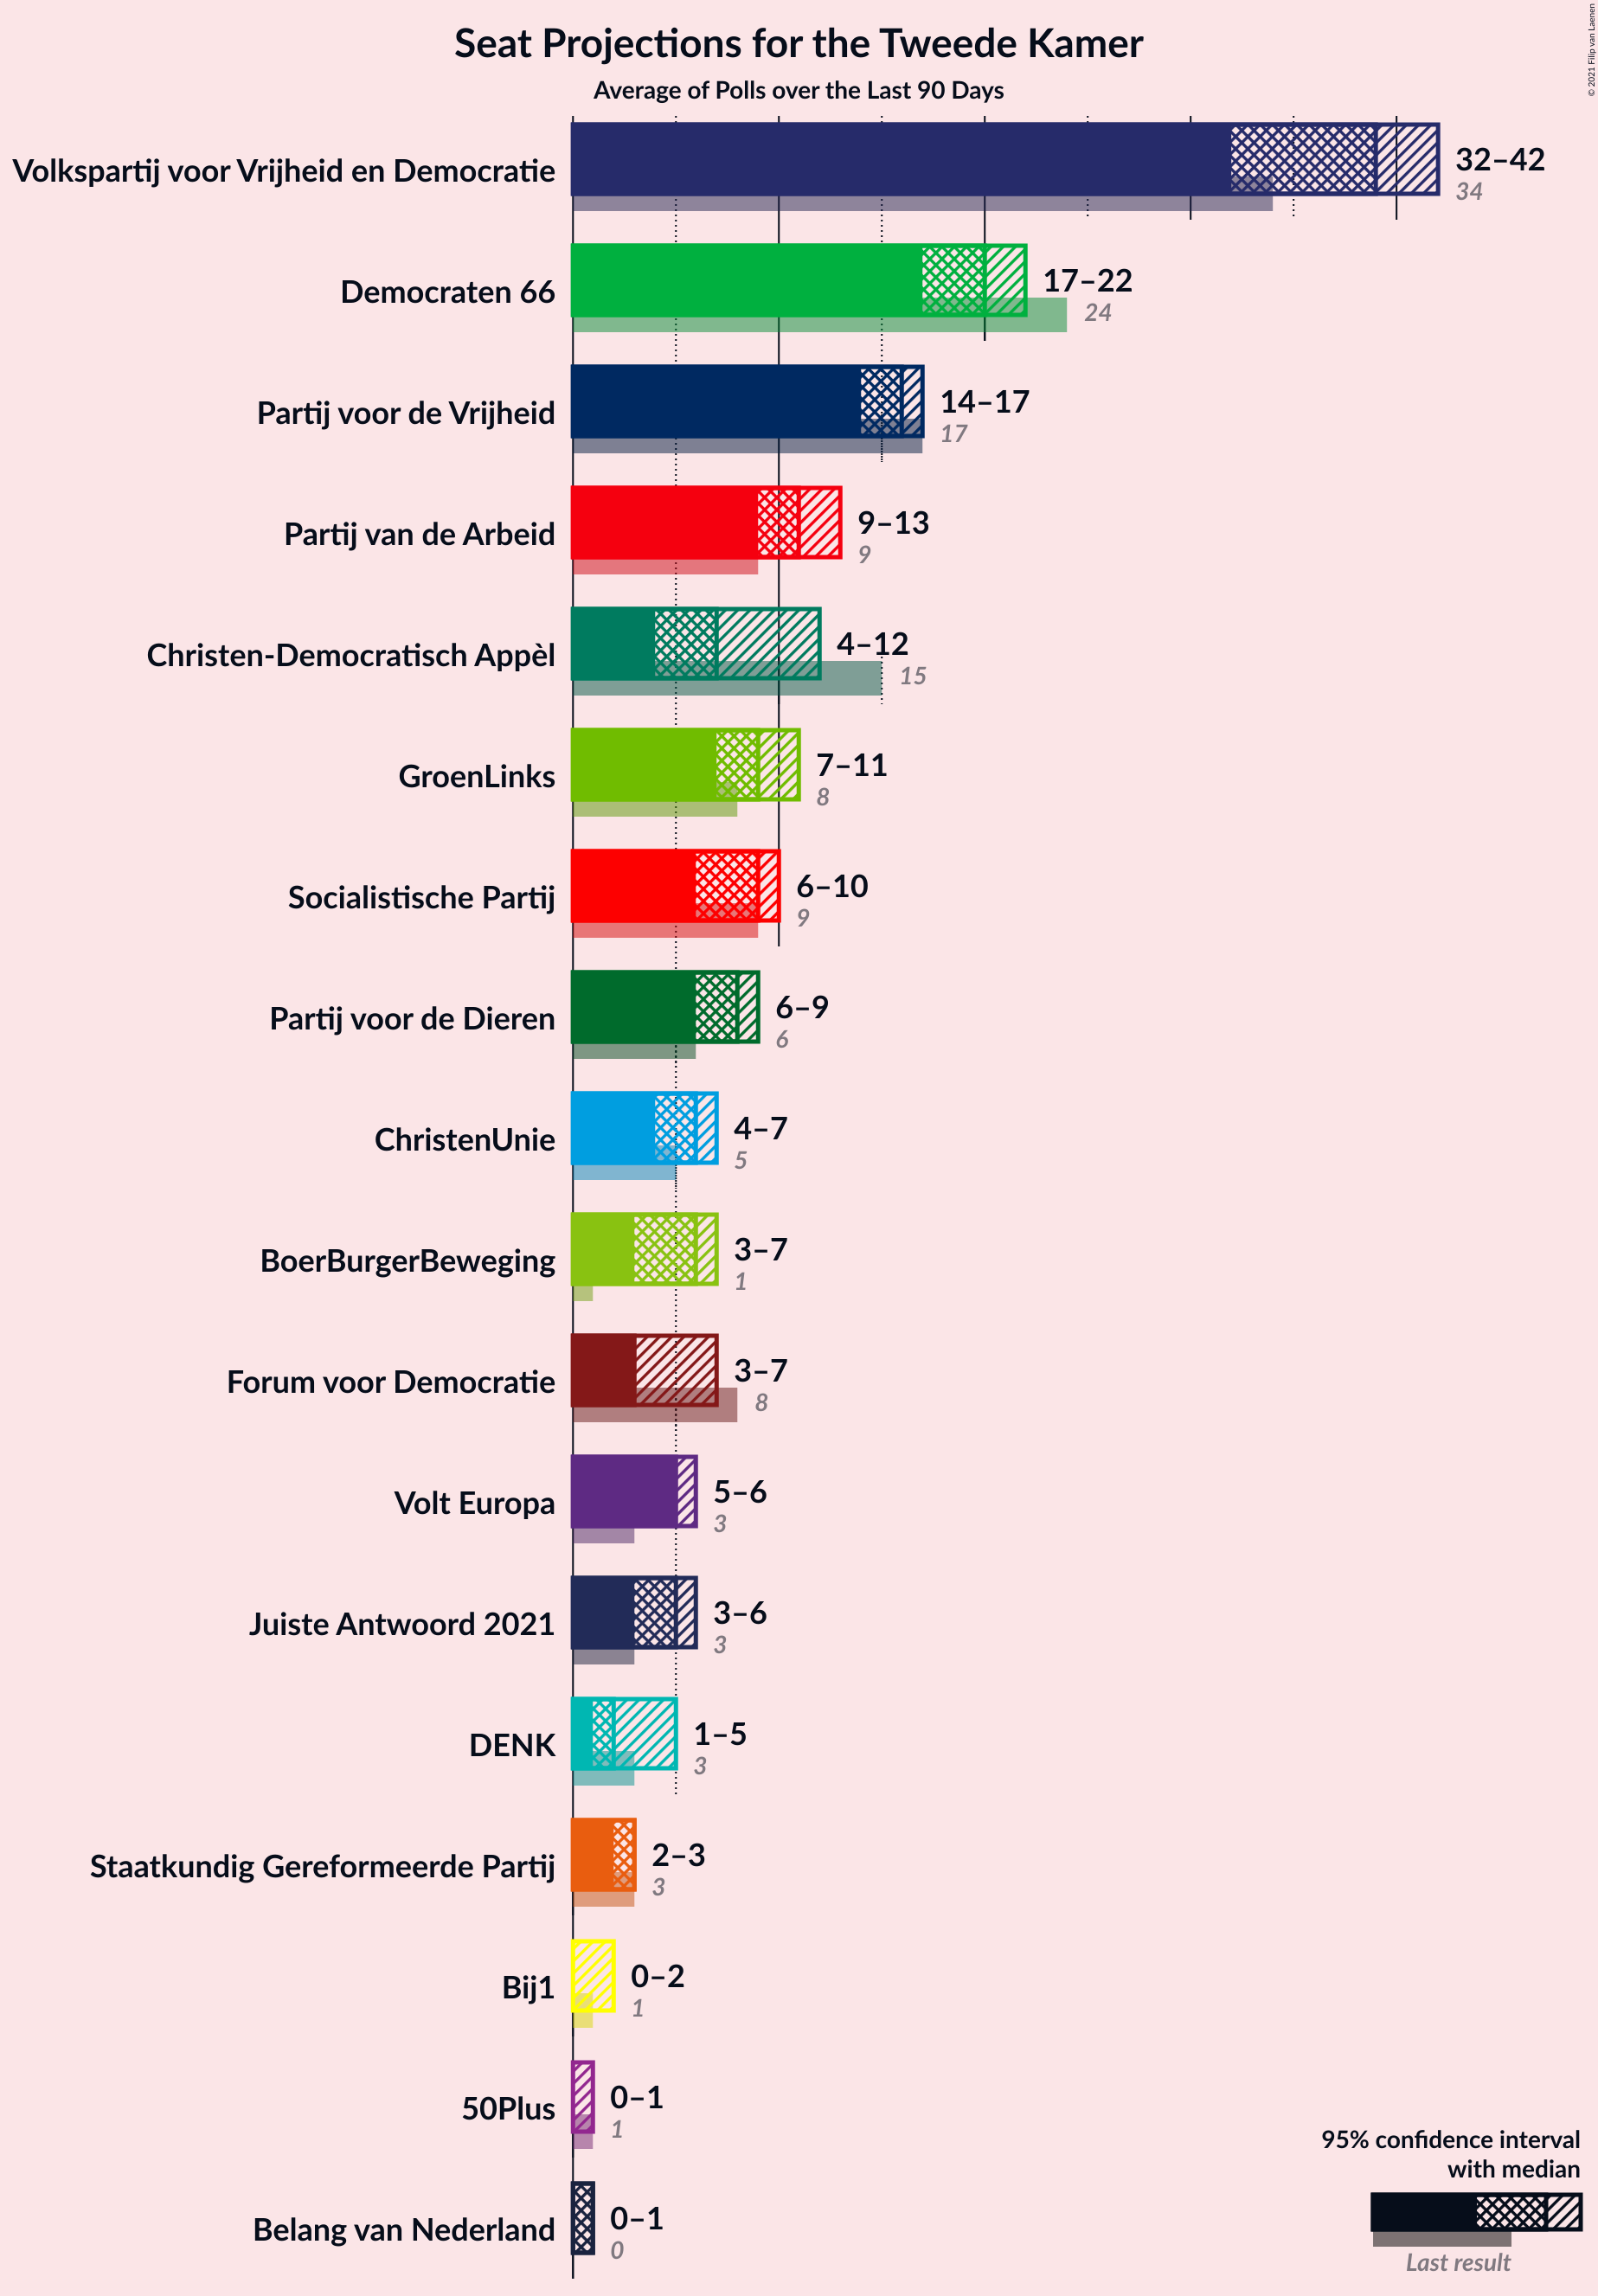 Seat Projections for the Tweede Kamer
Average of Polls over the Last 90 Days
© 2021 Filip van Laenen
Volkspartij voor Vrijheid en Democratie
32–42
34
Democraten 66
17–22
24
Partij voor de Vrijheid
14–17
17
Partij van de Arbeid
9–13
9
Christen-Democratisch Appèl
4–12
15
GroenLinks
7–11
8
Socialistische Partij
6–10
9
Partij voor de Dieren
6–9
6
ChristenUnie
4–7
5
BoerBurgerBeweging
3–7
1
Forum voor Democratie
3–7
8
Volt Europa
5–6
3
Juiste Antwoord 2021
3–6
3
DENK
1–5
3
Staatkundig Gereformeerde Partij
2–3
3
Bij1
0–2
1
50Plus
0–1
1
Belang van Nederland
0–1
0
95% confidence interval
with median
Last result